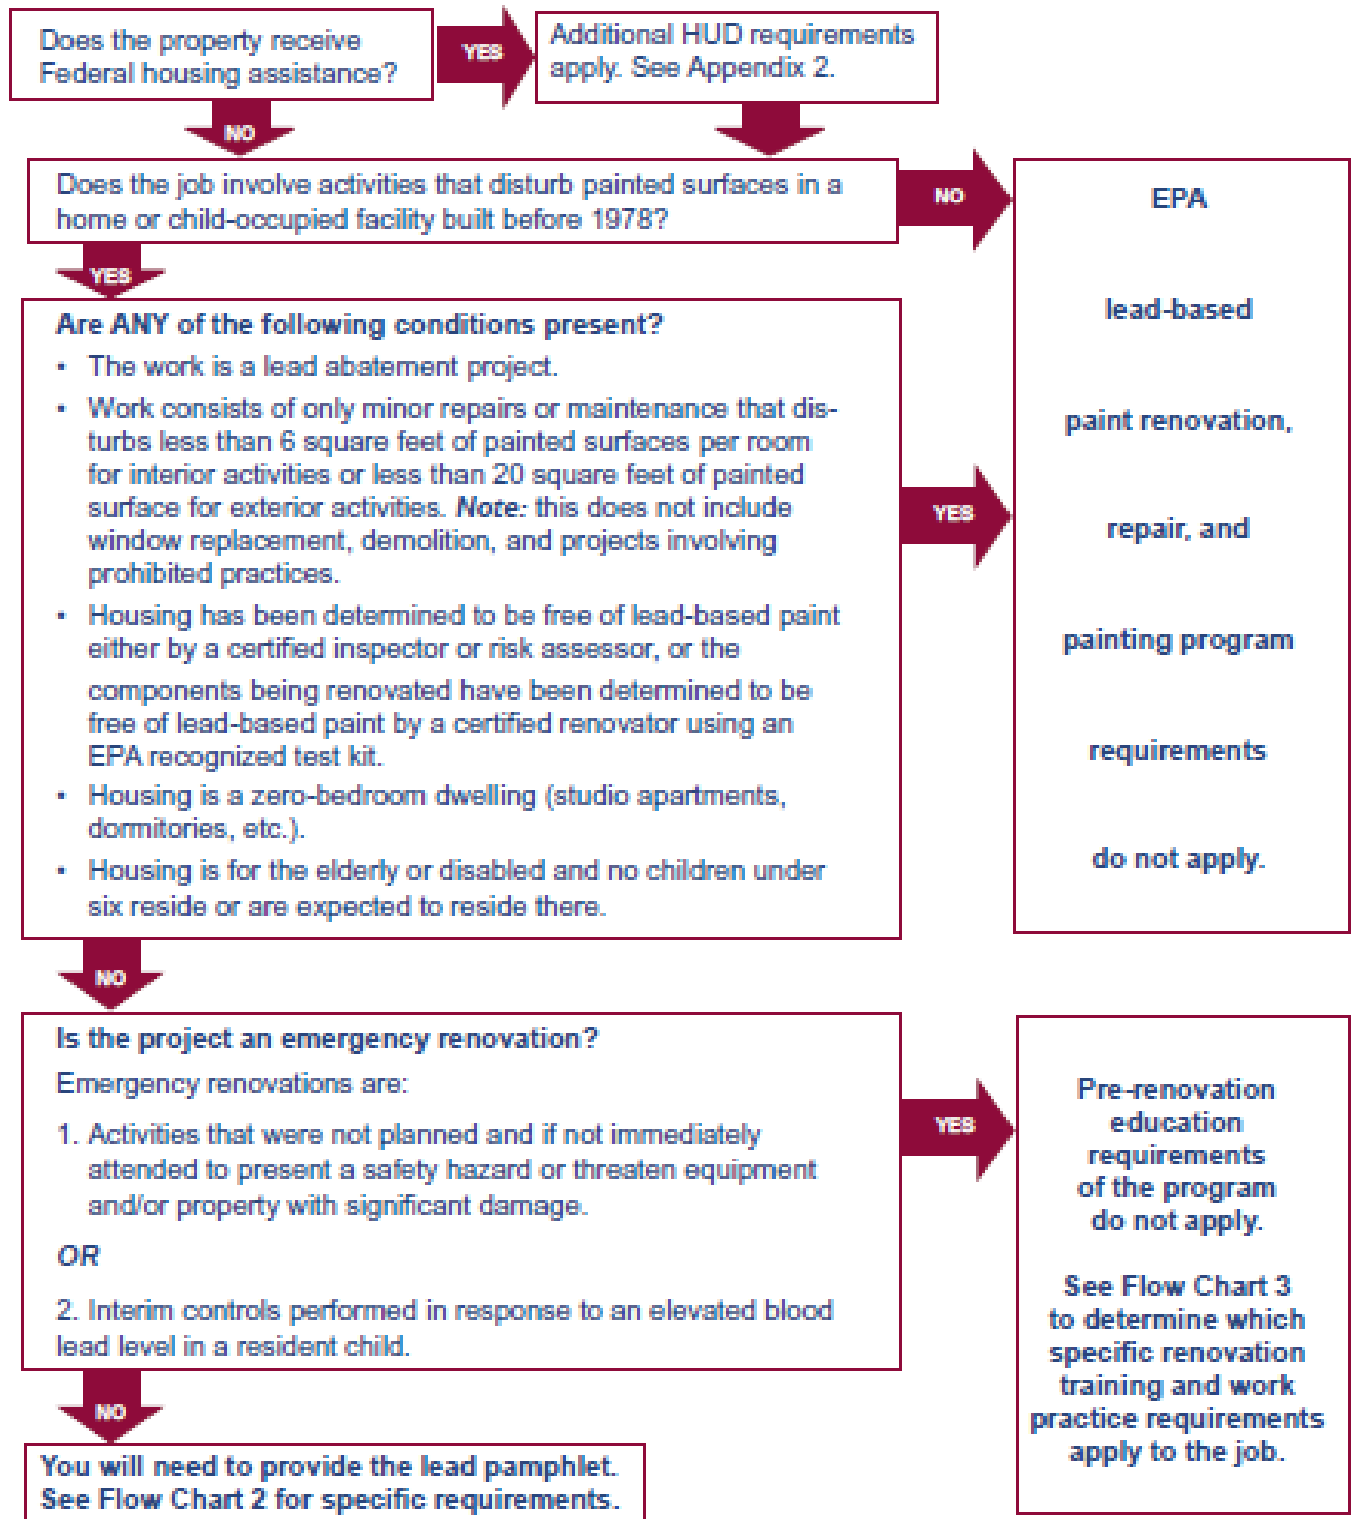 Does the property receive
Federal housing assistance?
YES
Additional HUD requirements
apply. See Appendix 2.
NO
Does the job involve activities that disturb painted surfaces in a
home or child-occupied facility built before 1978?
NO
YES
EPA
lead-based
paint renovation,
repair, and
painting program
requirements
do not apply.
Are ANY of the following conditions present?
• The work is a lead abatement project.
• Work consists of only minor repairs or maintenance that dis-
turbs less than 6 square feet of painted surfaces per room
for interior activities or less than 20 square feet of painted
surface for exterior activities. Note: this does not include
window replacement, demolition, and projects involving
prohibited practices.
• Housing has been determined to be free of lead-based paint
either by a certified inspector or risk assessor, or the
components being renovated have been determined to be
free of lead-based paint by a certified renovator using an
EPA recognized test kit.
• Housing is a zero-bedroom dwelling (studio apartments,
dormitories, etc.).
• Housing is for the elderly or disabled and no children under
six reside or are expected to reside there.
YES
NO
Is the project an emergency renovation?
Emergency renovations are:
1. Activities that were not planned and if not immediately
attended to present a safety hazard or threaten equipment
and/or property with significant damage.
OR
2. Interim controls performed in response to an elevated blood
lead level in a resident child.
YES
Pre-renovation
education
requirements
of the program
do not apply.
See Flow Chart 3
to determine which
specific renovation
training and work
practice requirements
apply to the job.
NO
You will need to provide the lead pamphlet.
See Flow Chart 2 for specific requirements.